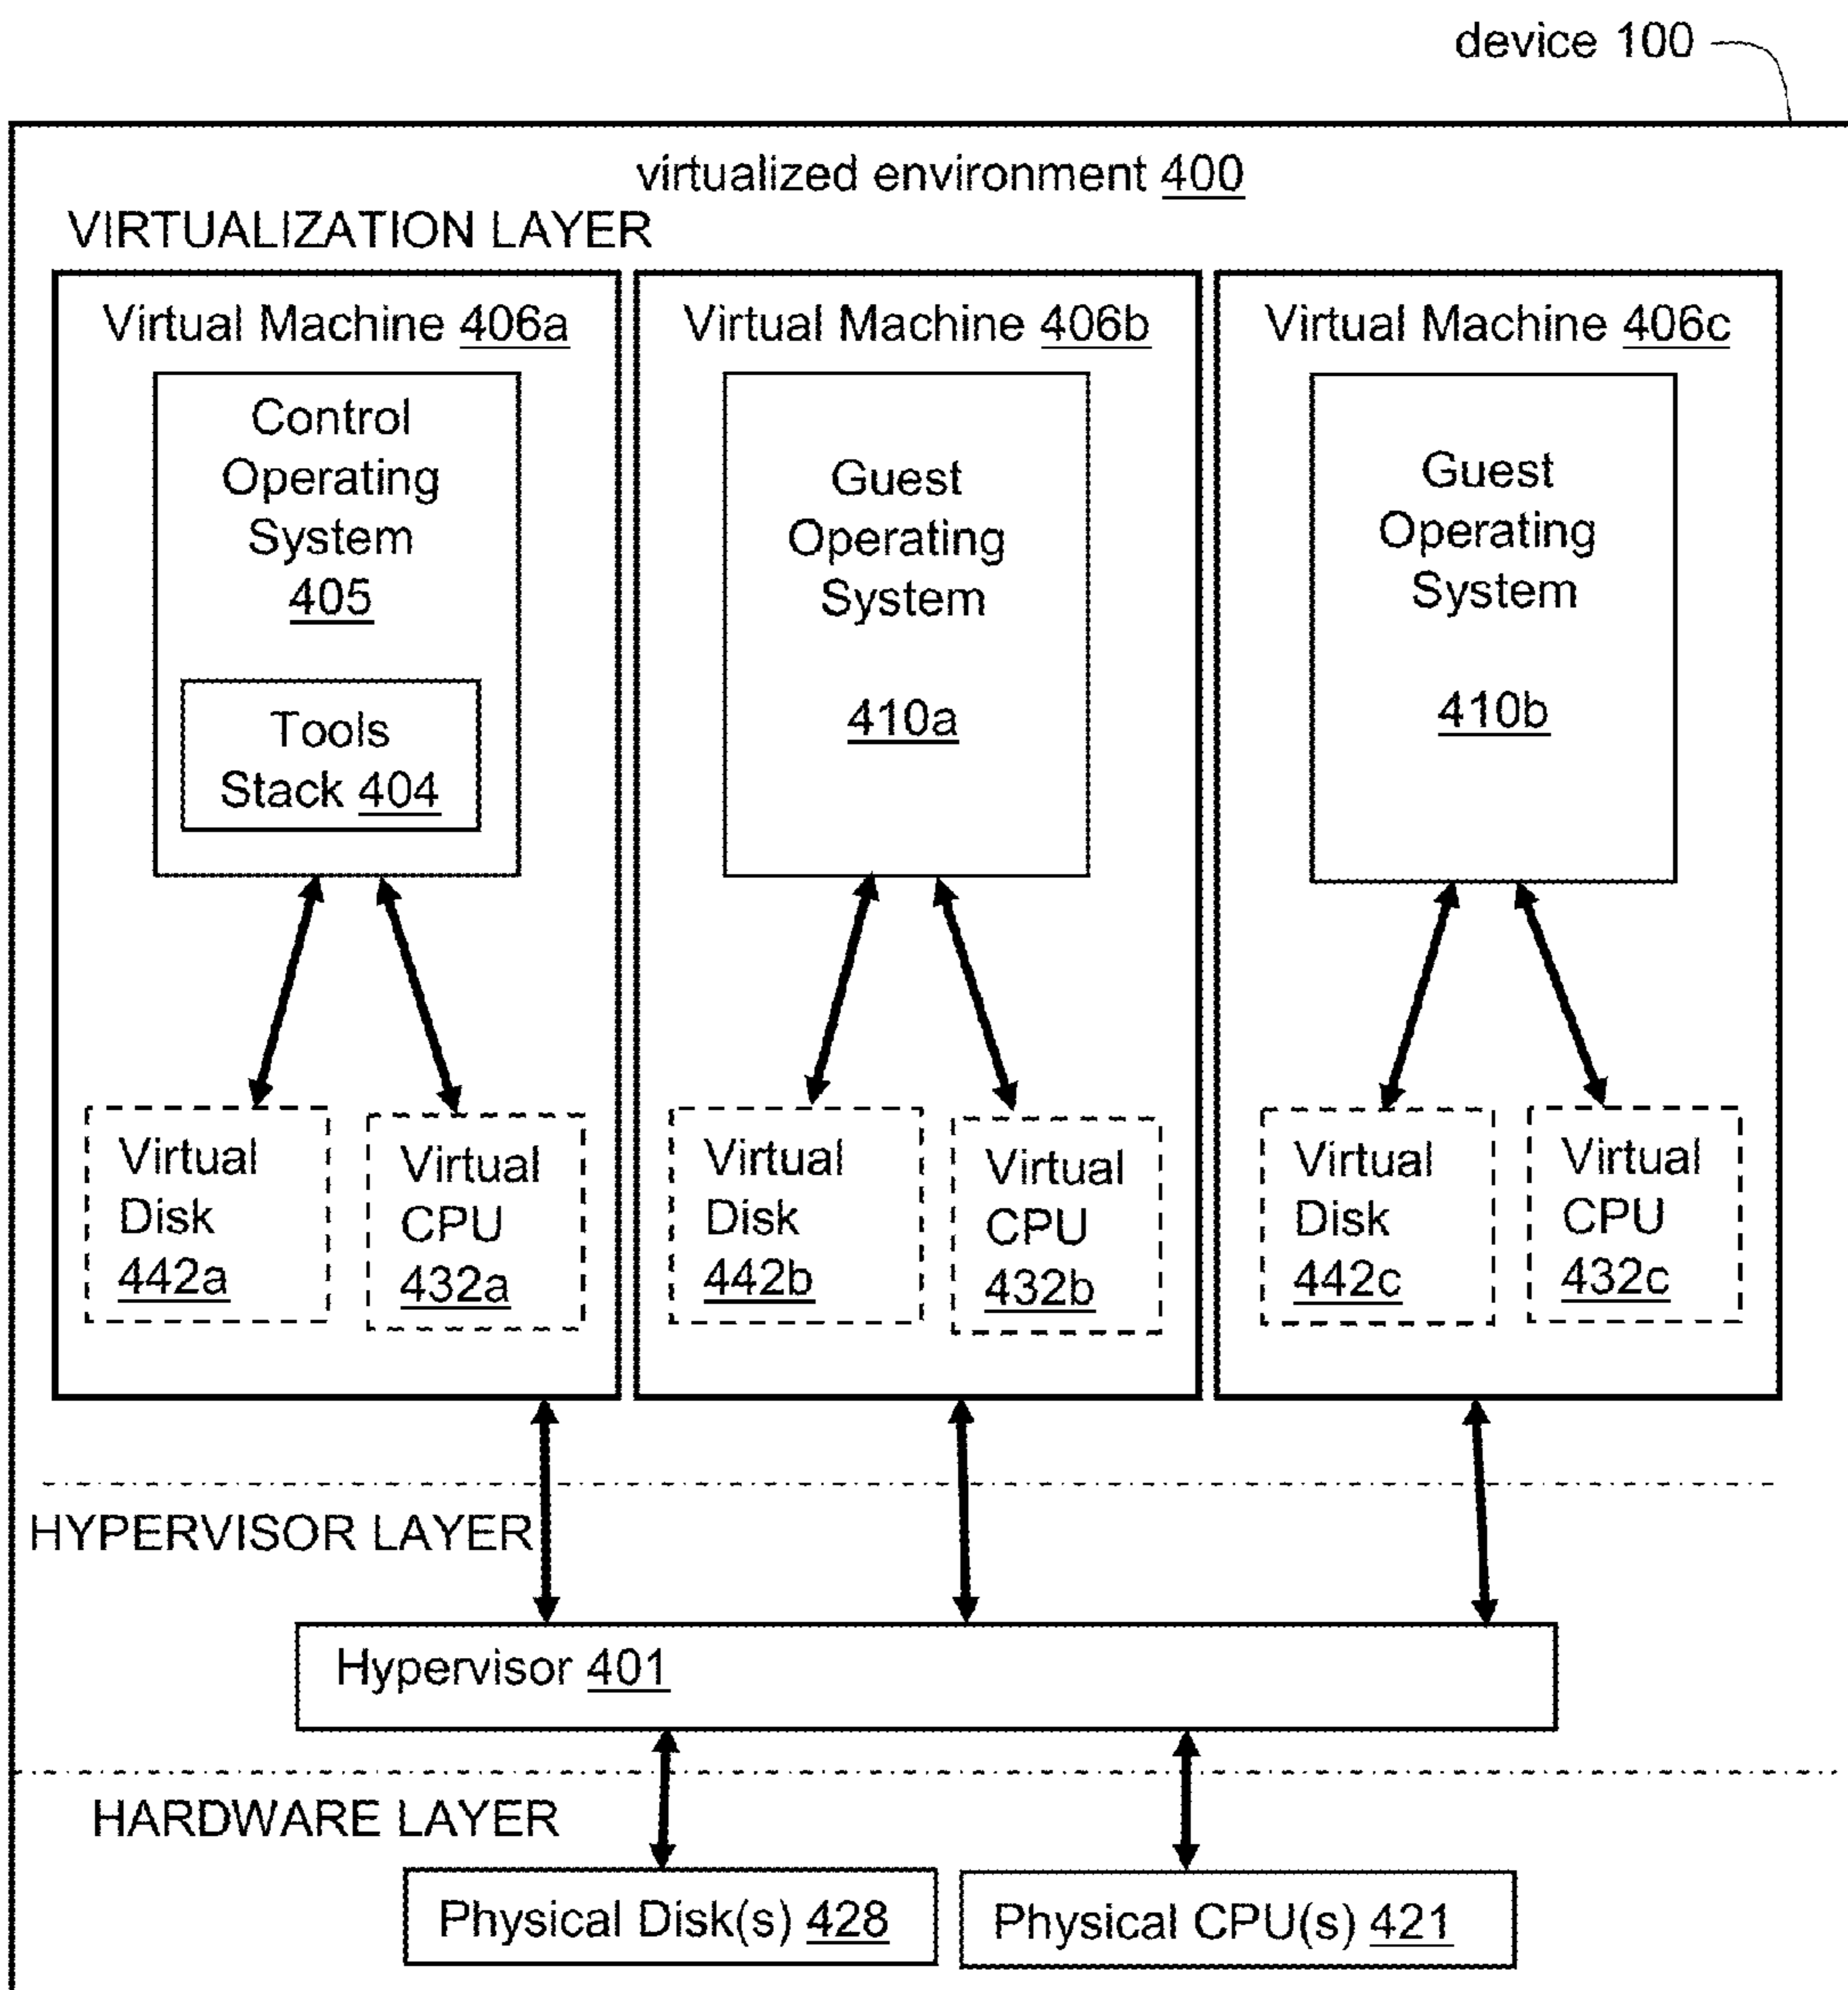 device 100
virtualized environment 400
VIRTUALIZATION LAYER
Virtual Machine 406a
Control
Operating
System
405
Tools
Stack 404
Virtual
Disk
442a
Virtual
CPU
432a
Virtual Machine 406b
Guest
Operating
System
410a
Virtual
Disk
442b
Virtual
CPU
432b
Virtual Machine 406c
Guest
Operating
System
410b
Virtual
Disk
442c
Virtual
CPU
432c
HYPERVISOR LAYER
Hypervisor 401
HARDWARE LAYER
Physical Disk(s) 428
Physical CPU(s) 421